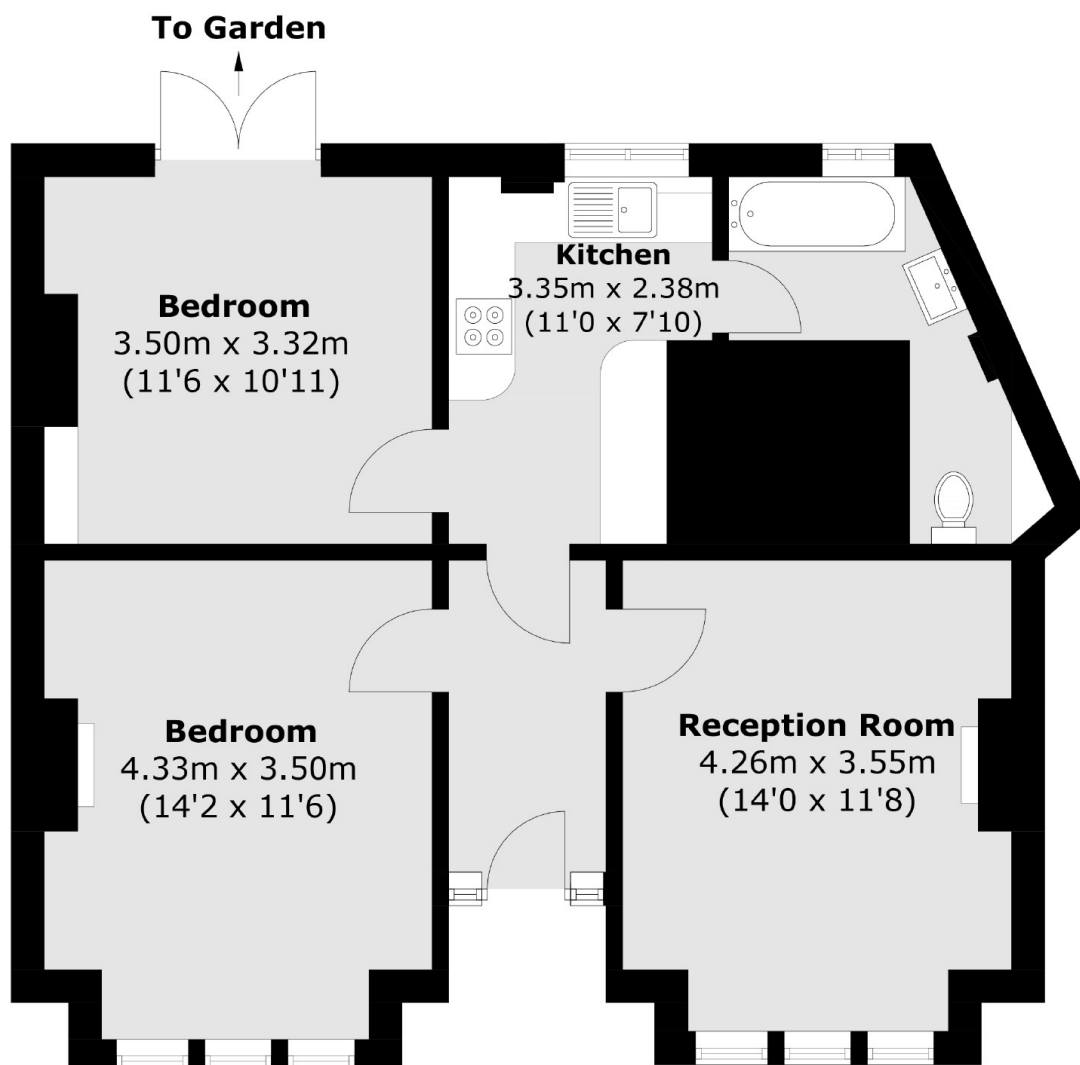 To Garden
Kitchen
3.35m x 2.38m
(11'0 x 7'10)
Bedroom
3.50m x 3.32m
(11'6 x 10'11)
Bedroom
4.33m x 3.50m
(14'2 x 11'6)
Reception Room
4.26m x 3.55m
(14'0 x 11'8)